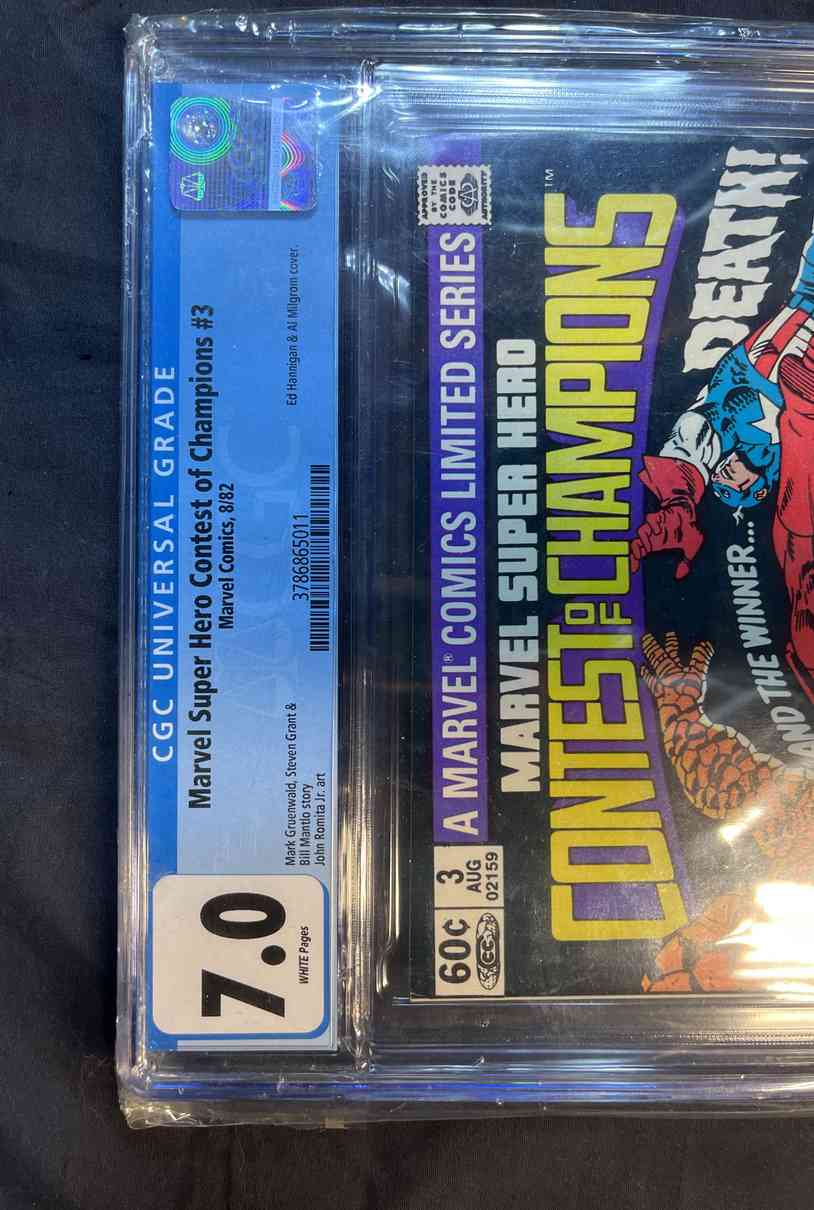 CGC UNIVERSAL GRADE
Marvel Super Hero Contest of Champions #3
Marvel Comics, 8/82
7.0
WHITE Pages
Mark Gruenwald, Steven Grant &
Bill Mantlo story
John Romita Jr. art
3786865011
Ed Hannigan & Al Milgrom cover.
60¢
3
AUG
02159
A MARVEL® COMICS LIMITED SERIES
APPROVED
BY THE
COMICS
CODE
AUTHORITY
MARVEL SUPER HERO
CONTEST OF CHAMPIONS™
AND THE WINNER...
DEATH!